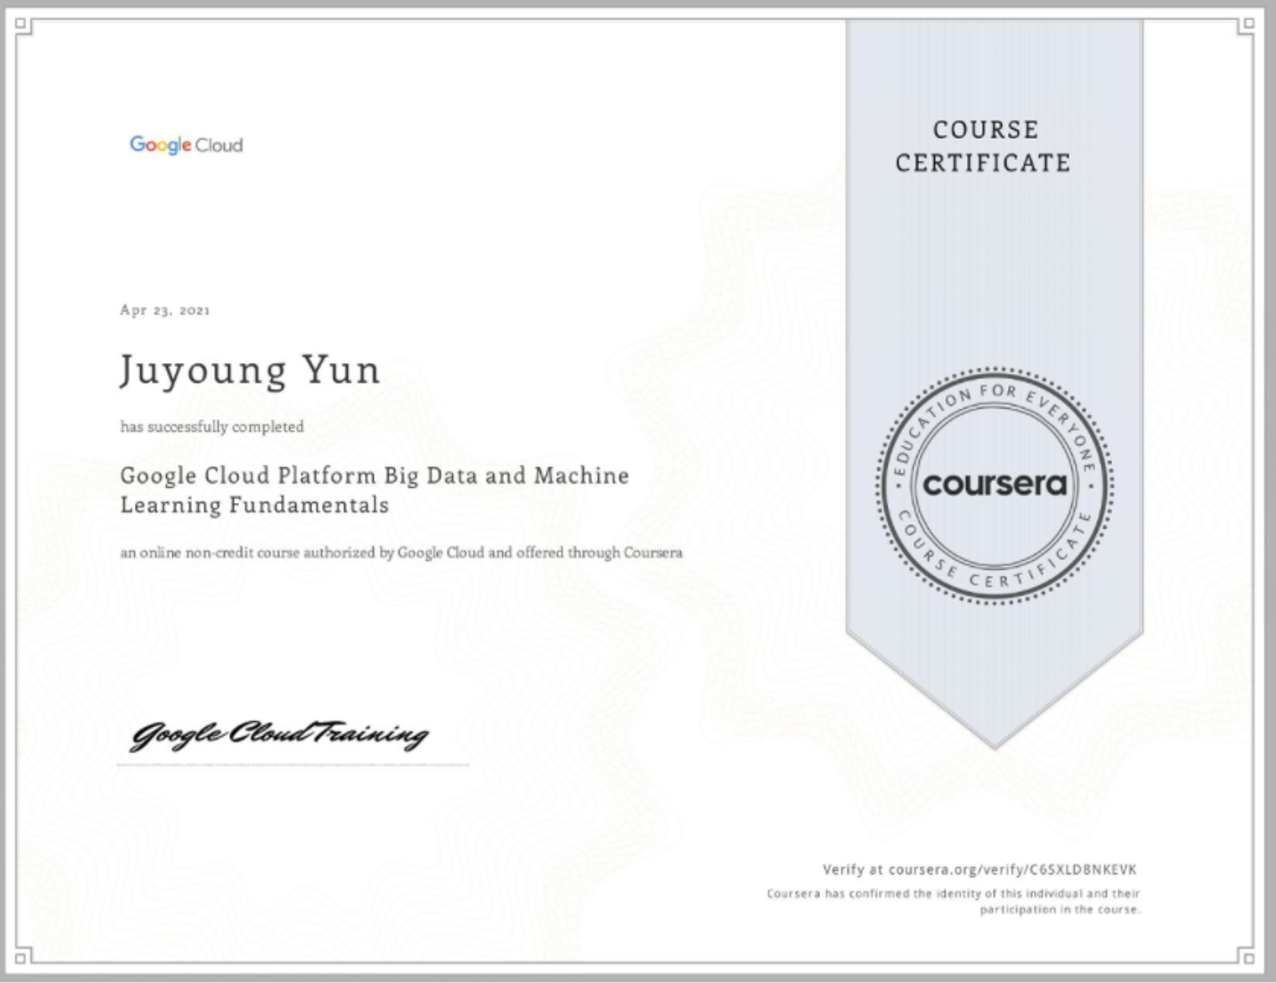 Google Cloud
COURSE
CERTIFICATE
Apr 23, 2021
Juyoung Yun
has successfully completed
Google Cloud Platform Big Data and Machine
Learning Fundamentals
an online non-credit course authorized by Google Cloud and offered through Coursera
EDUCATION FOR EVERYONE
coursera
COURSE CERTIFICATE
Google Cloud Training
Verify at coursera.org/verify/C6SXLD8NKEVK
Coursera has confirmed the identity of this individual and their
participation in the course.